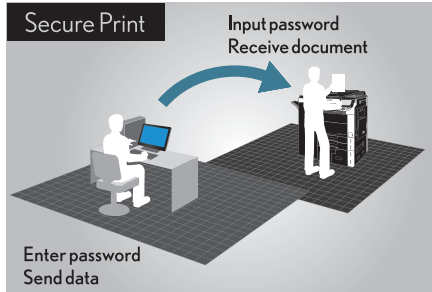 Secure Print
Input password
Receive document
Enter password
Send data